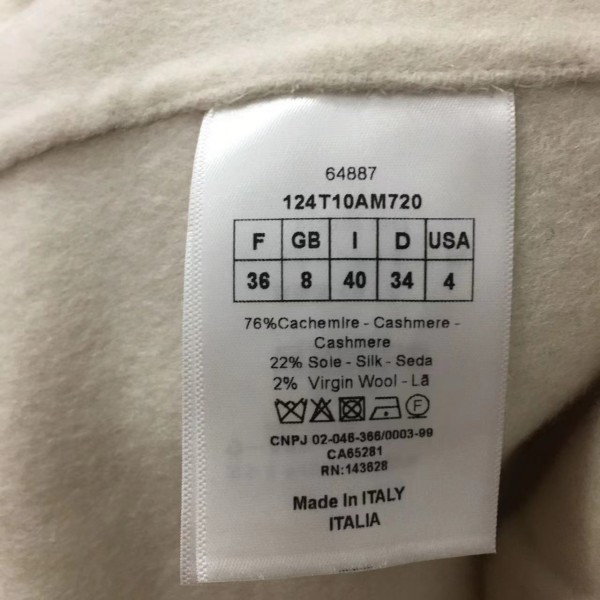 64887
124T10AM720
F GB I D USA
36 8 40 34 4
76%Cachemire - Cashmere -
Cashmere
22% Soie - Silk - Seda
2% Virgin Wool - Lã
F
CNPJ 02-046-366/0003-99
CA65281
RN:143628
Made In ITALY
ITALIA